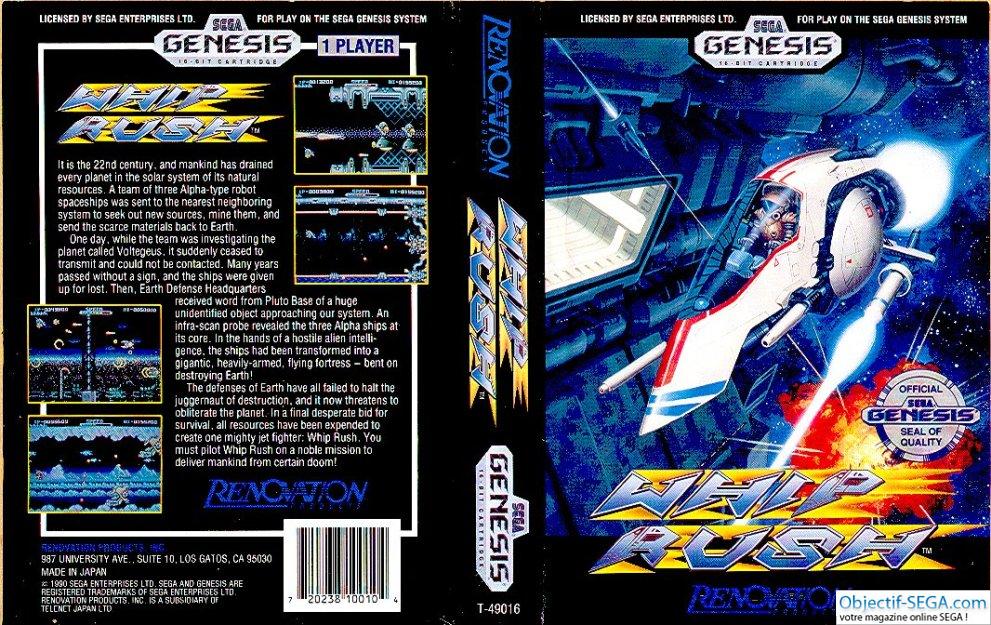 LICENSED BY SEGA ENTERPRISES LTD.
FOR PLAY ON THE SEGA GENESIS SYSTEM
SEGA
GENESIS
16-BIT CARTRIDGE
1 PLAYER
WHIP
RUSH™
It is the 22nd century, and mankind has drained
every planet in the solar system of its natural
resources. A team of three Alpha-type robot
spaceships was sent to the nearest neighboring
system to seek out new sources, mine them, and
send the scarce materials back to Earth.
One day, while the team was investigating the
planet called Voltegeus, it suddenly ceased to
transmit and could not be contacted. Many years
passed without a sign, and the ships were given
up for lost. Then, Earth Defense Headquarters
received word from Pluto Base of a huge
unidentified object approaching our system. An
infra-scan probe revealed the three Alpha ships at
its core. In the hands of a hostile alien intelli-
gence, the ships had been transformed into a
gigantic, heavily-armed, flying fortress – bent on
destroying Earth!
The defenses of Earth have all failed to halt the
juggernaut of destruction, and it now threatens to
obliterate the planet. In a final desperate bid for
survival, all resources have been expended to
create one mighty jet fighter: Whip Rush. You
must pilot Whip Rush on a noble mission to
deliver mankind from certain doom!
RENOVATION
PRODUCTS
RENOVATION PRODUCTS, INC.
987 UNIVERSITY AVE., SUITE 10, LOS GATOS, CA 95030
MADE IN JAPAN
© 1990 SEGA ENTERPRISES LTD. SEGA AND GENESIS ARE
REGISTERED TRADEMARKS OF SEGA ENTERPRISES LTD.
RENOVATION PRODUCTS, INC. IS A SUBSIDIARY OF
TELENET JAPAN LTD
7 20238 10010 4
RENOVATION
PRODUCTS
WHIP
RUSH™
SEGA
GENESIS
16-BIT CARTRIDGE
T-49016
LICENSED BY SEGA ENTERPRISES LTD.
FOR PLAY ON THE SEGA GENESIS SYSTEM
SEGA
GENESIS
16-BIT CARTRIDGE
OFFICIAL
SEGA
GENESIS
SEAL OF
QUALITY
WHIP
RUSH™
RENOVATIO
Objectif-SEGA.com
votre magazine online SEGA !